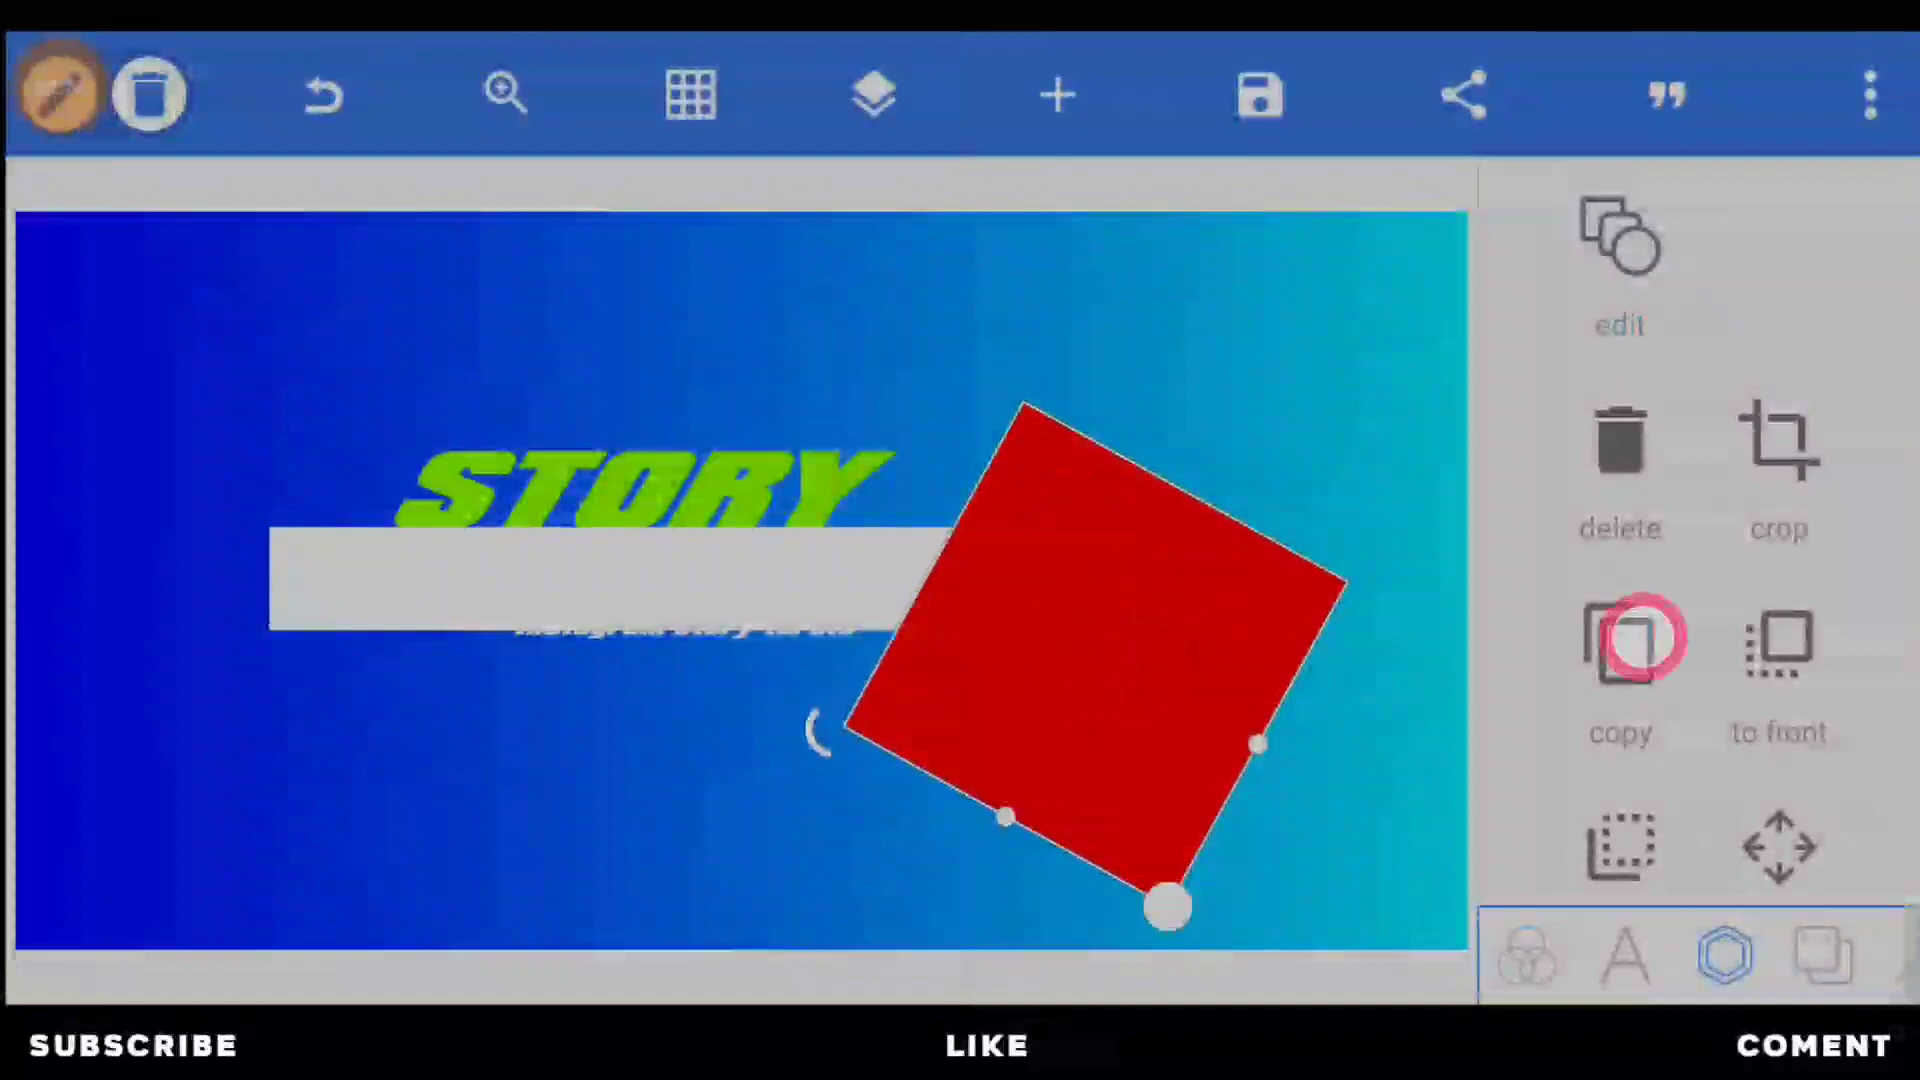 edit
STORY
delete
crop
copy
to front
SUBSCRIBE
LIKE
COMENT